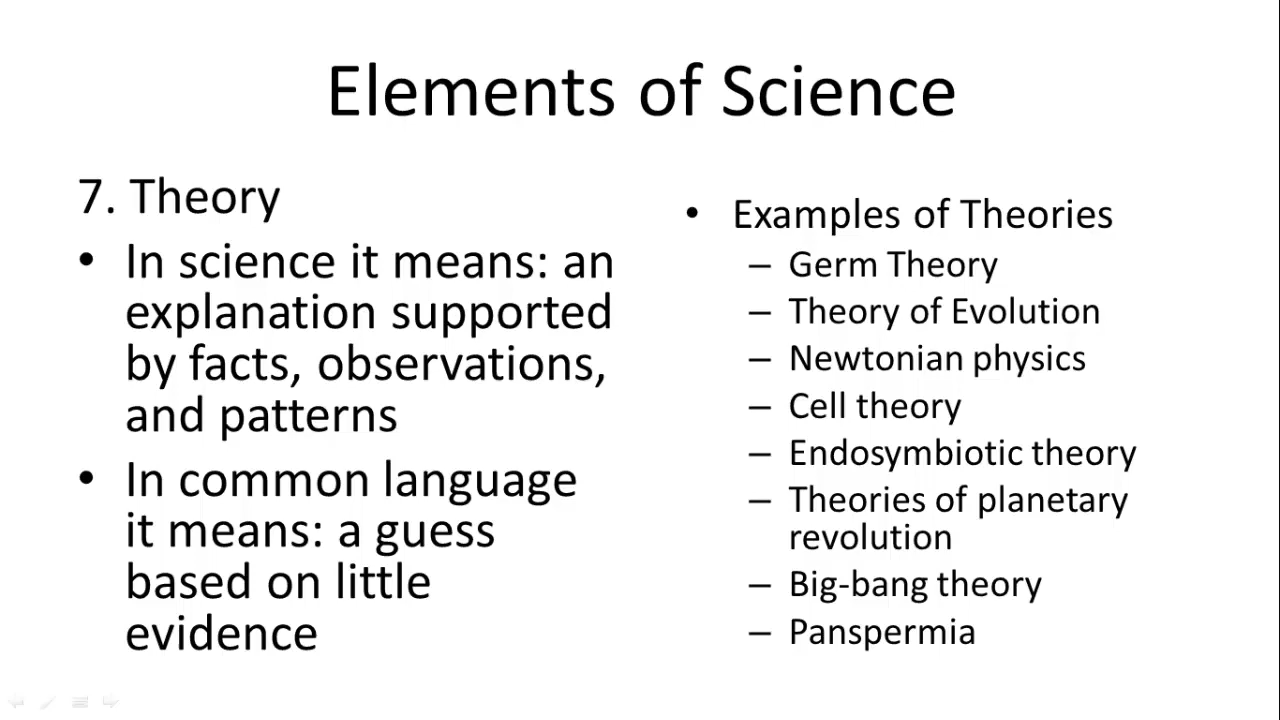 Elements of Science
7. Theory
• In science it means: an
explanation supported
by facts, observations,
and patterns
• In common language
it means: a guess
based on little
evidence
• Examples of Theories
– Germ Theory
– Theory of Evolution
– Newtonian physics
– Cell theory
– Endosymbiotic theory
– Theories of planetary
revolution
– Big-bang theory
– Panspermia